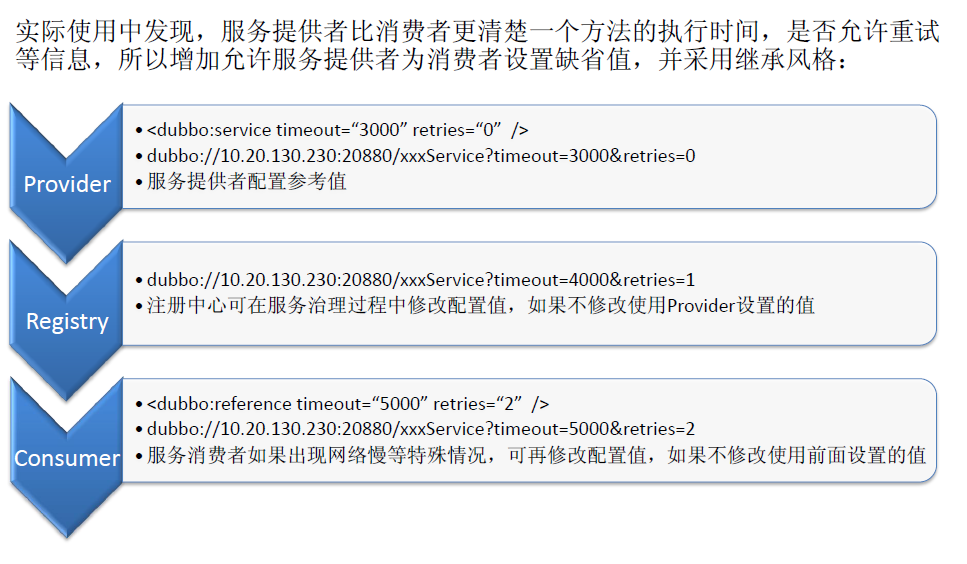 实际使用中发现，服务提供者比消费者更清楚一个方法的执行时间，是否允许重试
等信息，所以增加允许服务提供者为消费者设置缺省值，并采用继承风格：
Provider
• <dubbo:service timeout=“3000” retries=“0” />
• dubbo://10.20.130.230:20880/xxxService?timeout=3000&retries=0
• 服务提供者配置参考值
Registry
• dubbo://10.20.130.230:20880/xxxService?timeout=4000&retries=1
• 注册中心可在服务治理过程中修改配置值，如果不修改使用Provider设置的值
Consumer
• <dubbo:reference timeout=“5000” retries=“2” />
• dubbo://10.20.130.230:20880/xxxService?timeout=5000&retries=2
• 服务消费者如果出现网络慢等特殊情况，可再修改配置值，如果不修改使用前面设置的值